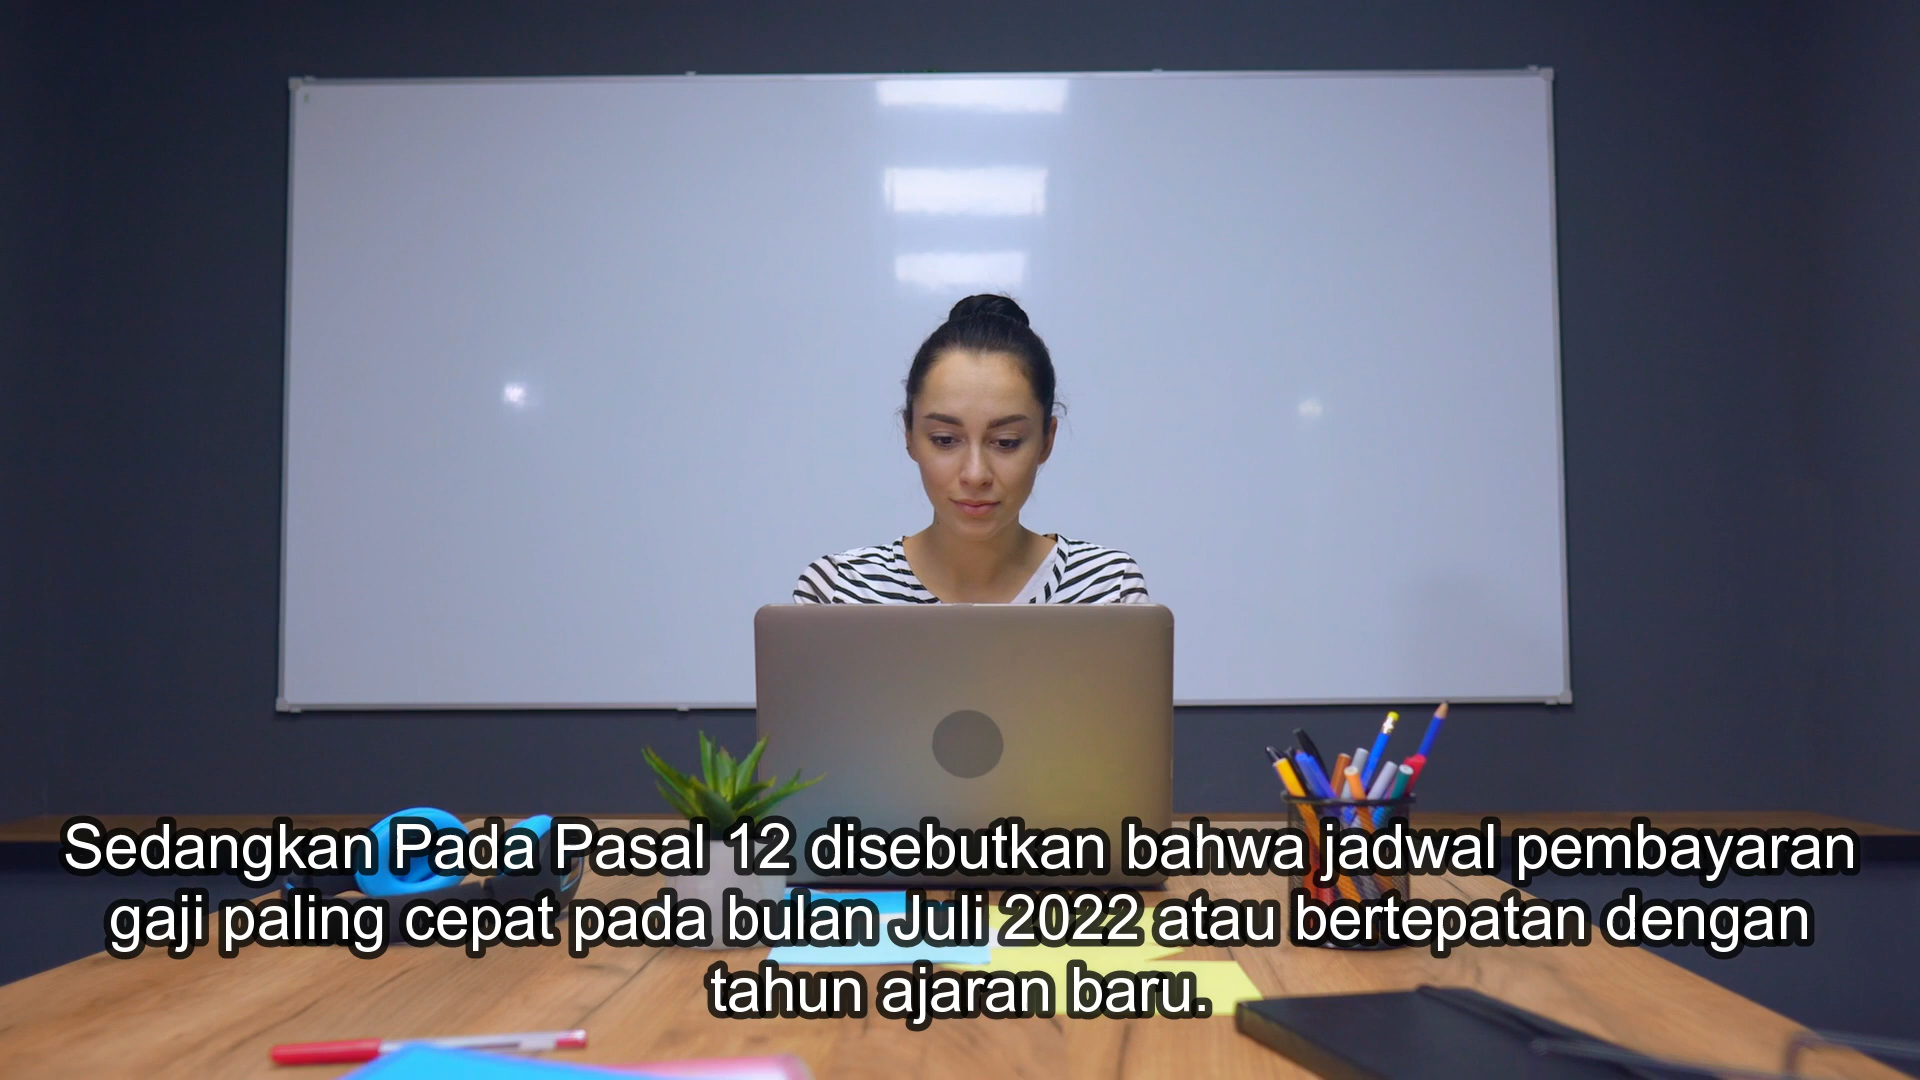 Sedangkan Pada Pasal 12 disebutkan bahwa jadwal pembayaran
gaji paling cepat pada bulan Juli 2022 atau bertepatan dengan
tahun ajaran baru.